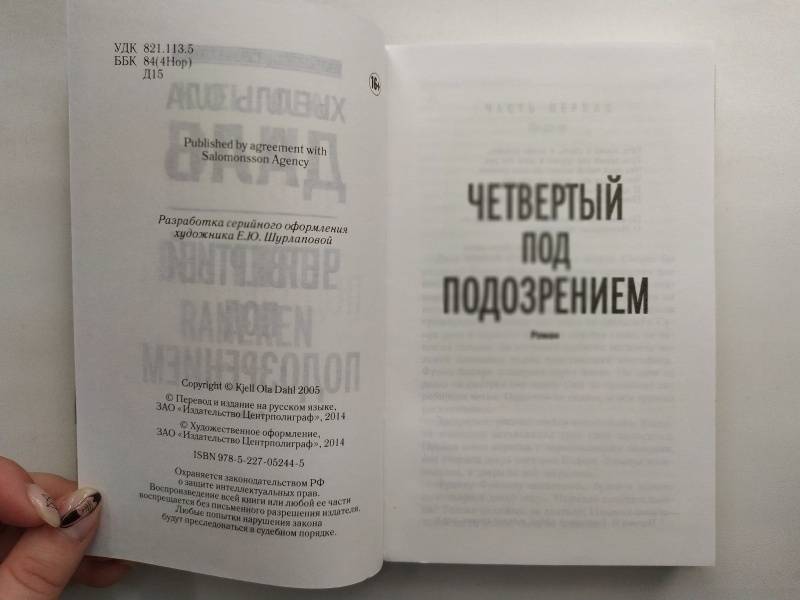 УДК 821.113.5
ББК 84(4Нор)
Д15
16+
Published by agreement with
Salomonsson Agency
Разработка серийного оформления
художника Е.Ю. Шурлаповой
Copyright © Kjell Ola Dahl 2005
© Перевод и издание на русском языке,
ЗАО «Издательство Центрполиграф», 2014
© Художественное оформление,
ЗАО «Издательство Центрполиграф», 2014
ISBN 978-5-227-05244-5
Охраняется законодательством РФ
о защите интеллектуальных прав.
Воспроизведение всей книги или любой ее части
воспрещается без письменного разрешения издателя.
Любые попытки нарушения закона
будут преследоваться в судебном порядке.
ЧЕТВЕРТЫЙ
ПОД
ПОДОЗРЕНИЕМ
Роман